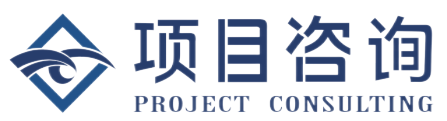 项目咨询
PROJECT CONSULTING